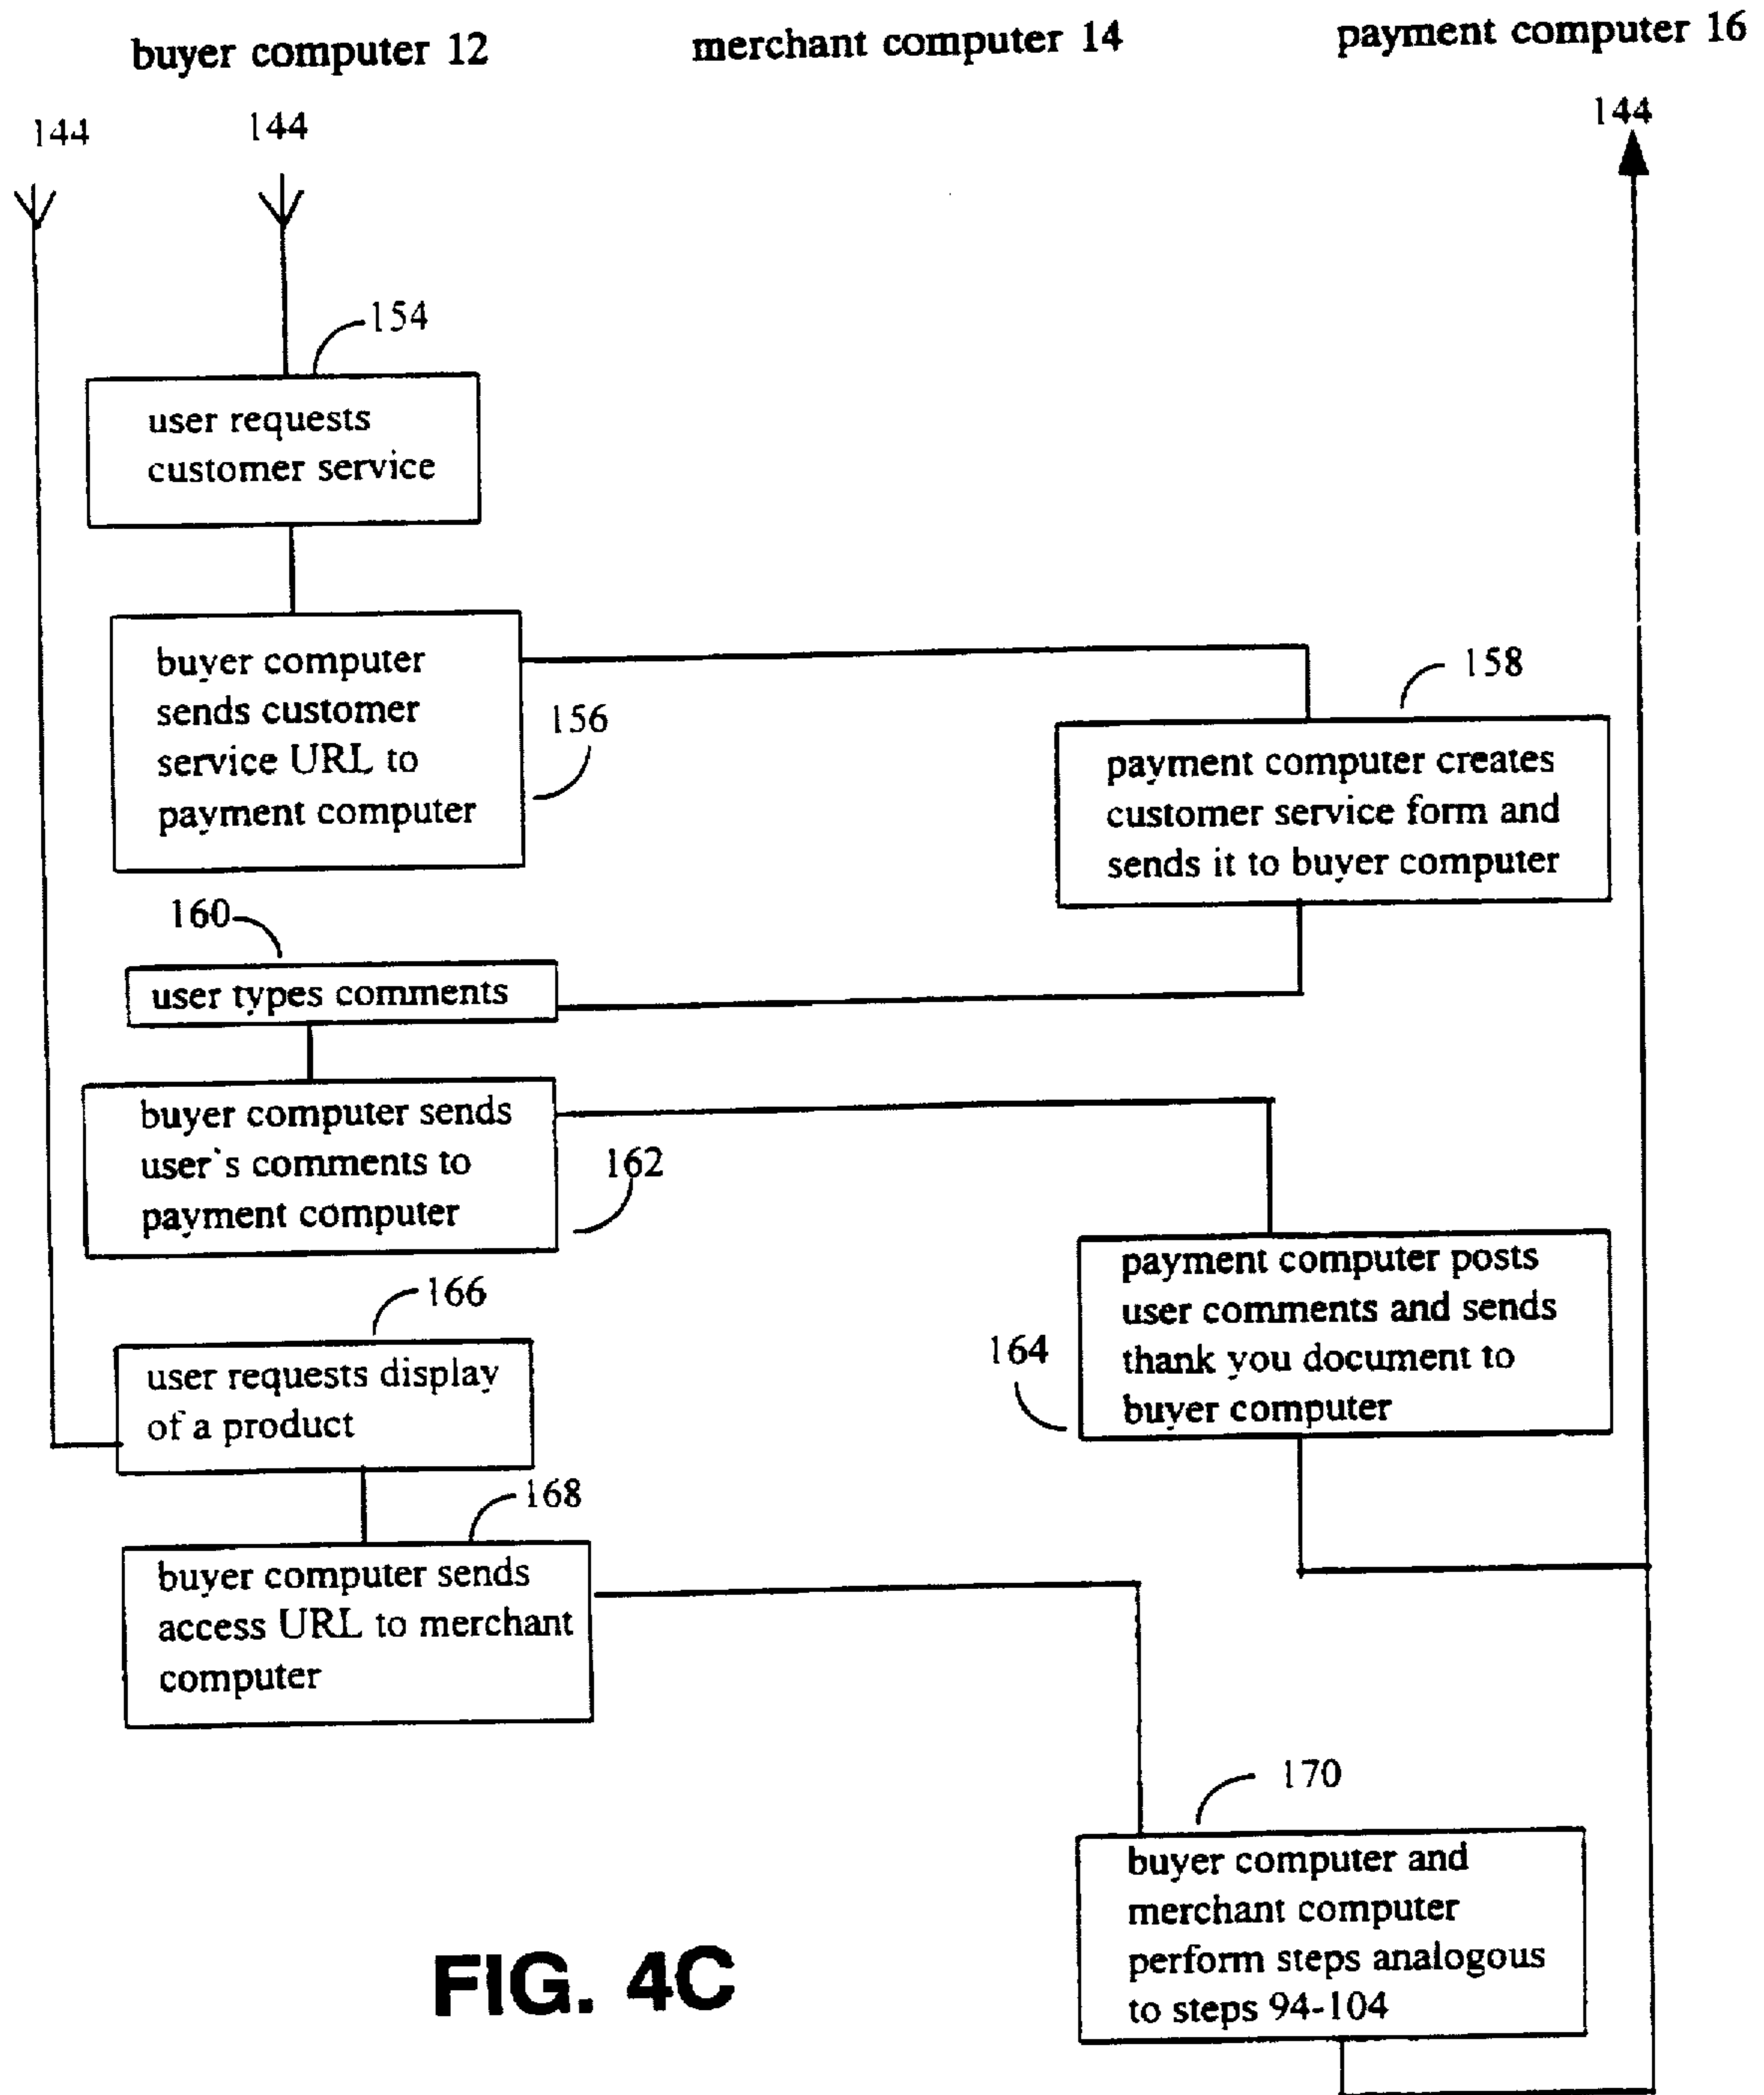 buyer computer 12
merchant computer 14
payment computer 16
144
144
144
154
user requests
customer service
buyer computer
sends customer
service URL to
payment computer
156
158
payment computer creates
customer service form and
sends it to buyer computer
160
user types comments
buyer computer sends
user's comments to
payment computer
162
payment computer posts
user comments and sends
thank you document to
buyer computer
164
166
user requests display
of a product
168
buyer computer sends
access URL to merchant
computer
170
buyer computer and
merchant computer
perform steps analogous
to steps 94-104
FIG. 4C